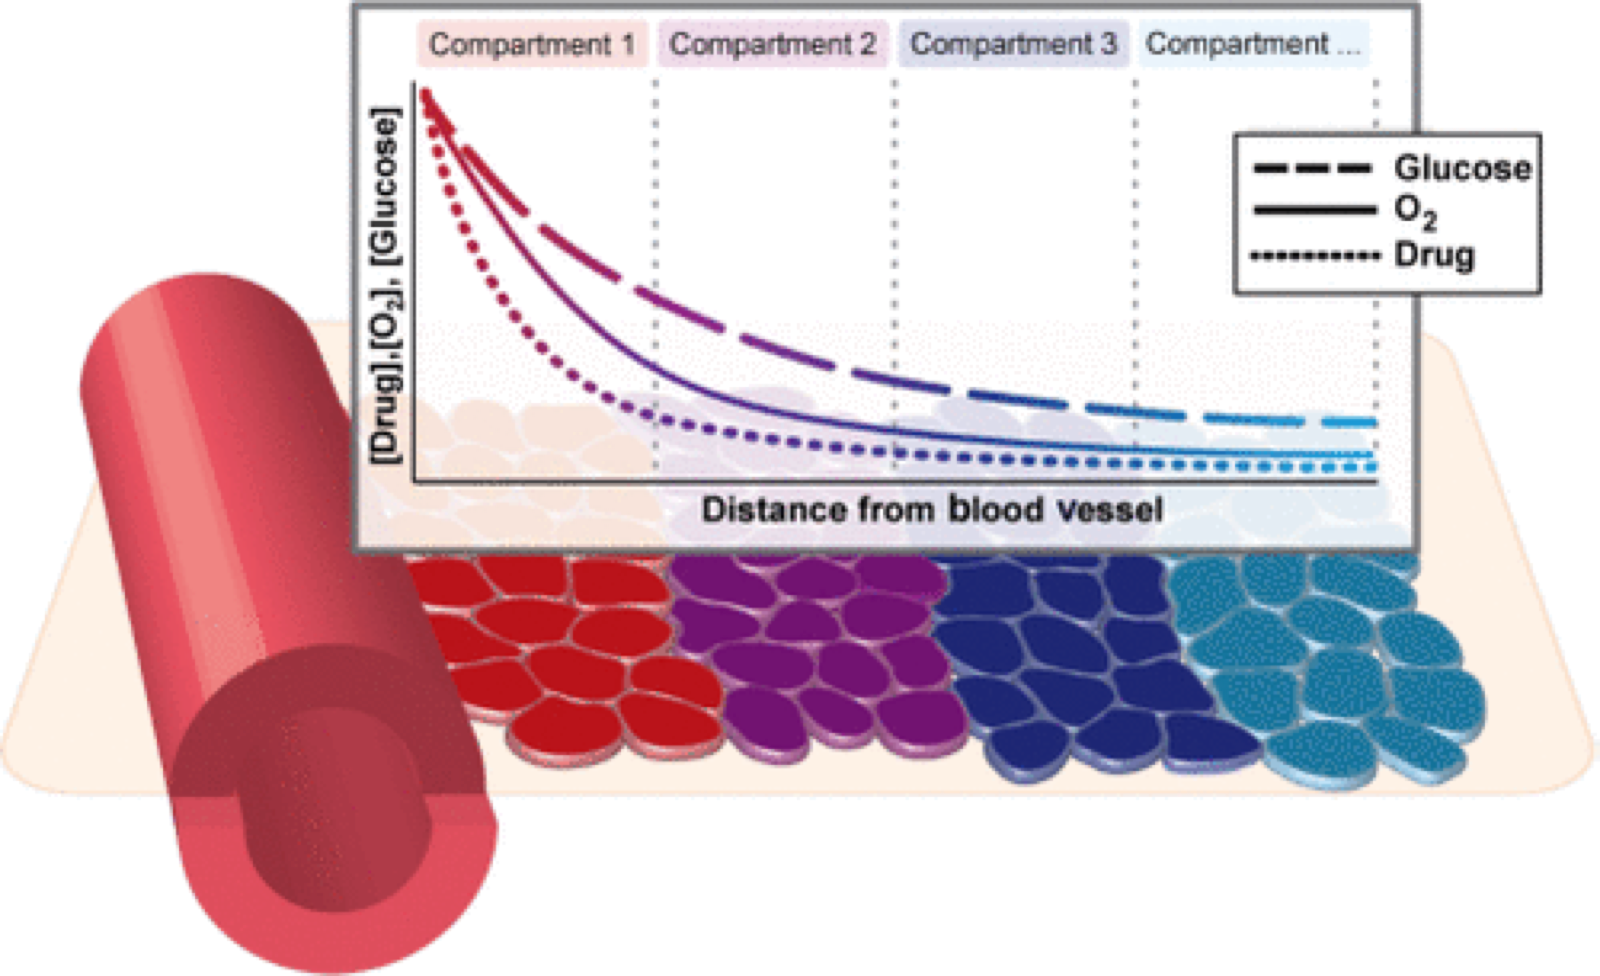 Compartment 1
Compartment 2
Compartment 3
Compartment ...
[Drug],[O₂], [Glucose]
Glucose
O₂
Drug
Distance from blood vessel